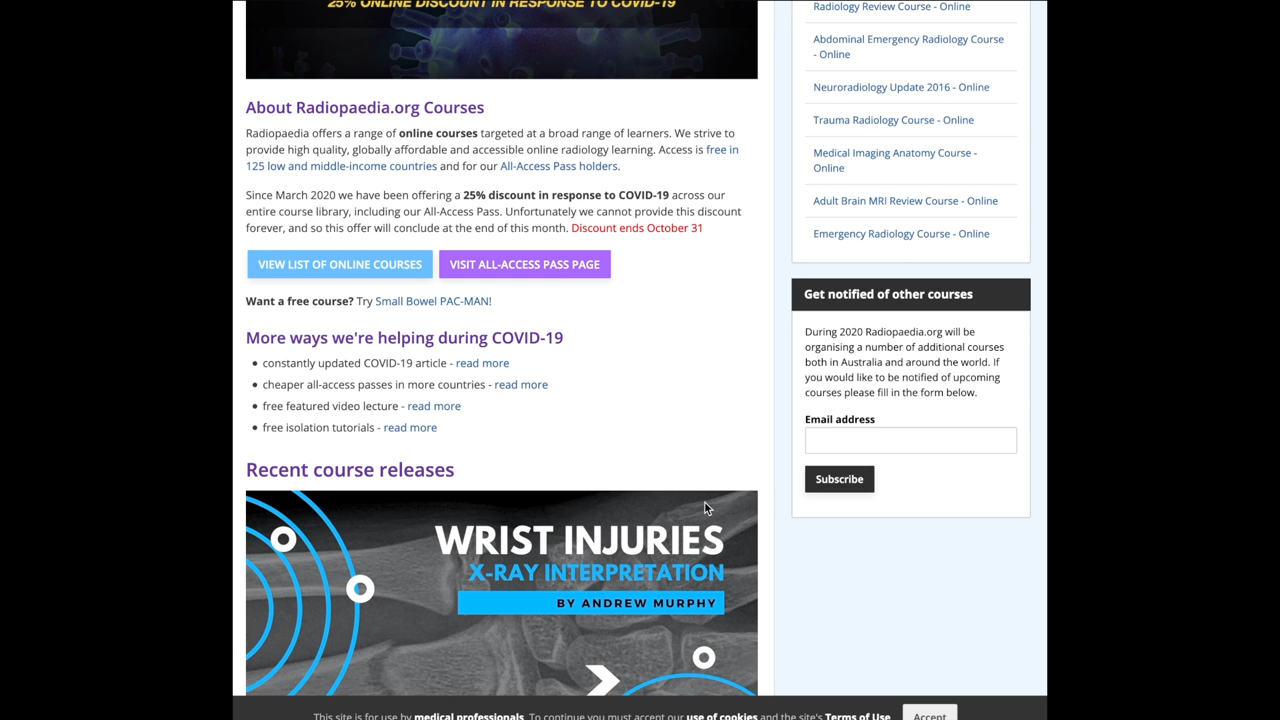 25% ONLINE DISCOUNT IN RESPONSE TO COVID-19
About Radiopaedia.org Courses
Radiopaedia offers a range of online courses targeted at a broad range of learners. We strive to
provide high quality, globally affordable and accessible online radiology learning. Access is free in
125 low and middle-income countries and for our All-Access Pass holders.
Since March 2020 we have been offering a 25% discount in response to COVID-19 across our
entire course library, including our All-Access Pass. Unfortunately we cannot provide this discount
forever, and so this offer will conclude at the end of this month. Discount ends October 31
VIEW LIST OF ONLINE COURSES
VISIT ALL-ACCESS PASS PAGE
Want a free course? Try Small Bowel PAC-MAN!
More ways we're helping during COVID-19
constantly updated COVID-19 article - read more
cheaper all-access passes in more countries - read more
free featured video lecture - read more
free isolation tutorials - read more
Recent course releases
WRIST INJURIES
X-RAY INTERPRETATION
BY ANDREW MURPHY
Radiology Review Course - Online
Abdominal Emergency Radiology Course
- Online
Neuroradiology Update 2016 - Online
Trauma Radiology Course - Online
Medical Imaging Anatomy Course -
Online
Adult Brain MRI Review Course - Online
Emergency Radiology Course - Online
Get notified of other courses
During 2020 Radiopaedia.org will be
organising a number of additional courses
both in Australia and around the world. If
you would like to be notified of upcoming
courses please fill in the form below.
Email address
Subscribe
This site is for use by medical professionals. To continue you must accept our use of cookies and the site's Terms of Use.
Accept